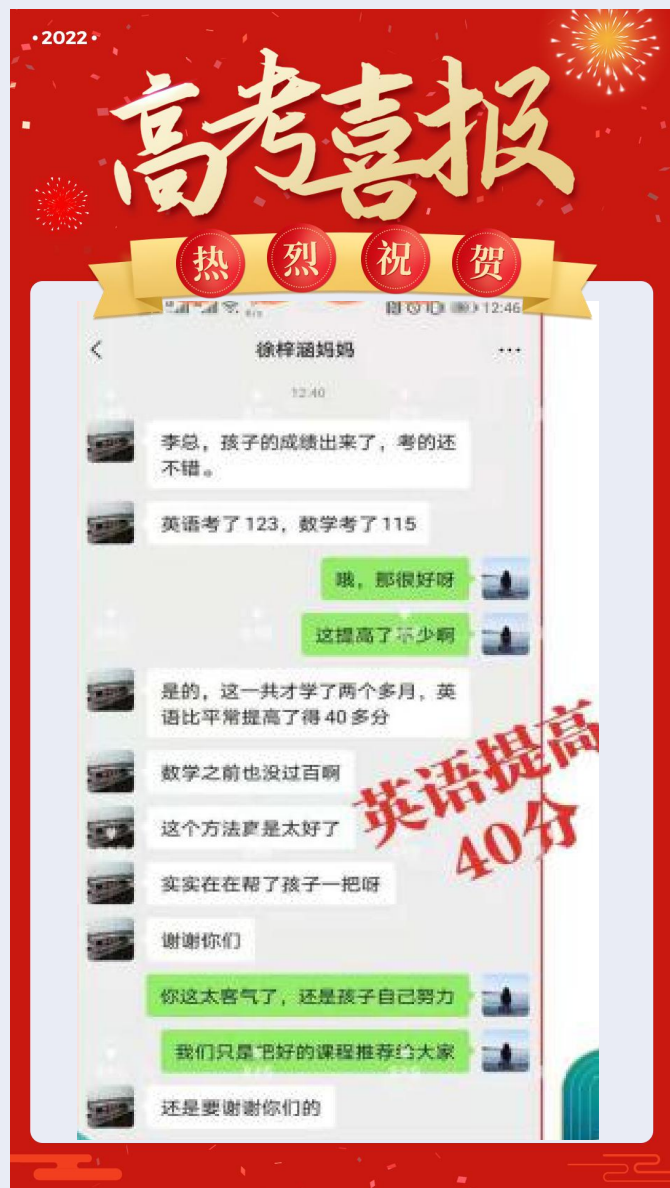 ·2022·
高考喜报
热烈祝贺
12:46
徐梓涵妈妈
12:40
李总，孩子的成绩出来了，考的还
不错。
英语考了123，数学考了115
哦，那很好呀
这提高了不少啊
是的，这一共才学了两个多月，英
语比平常提高了得40多分
数学之前也没过百啊
这个方法真是太好了
英语提高
40分
实实在在帮了孩子一把呀
谢谢你们
你这太客气了，还是孩子自己努力
我们只是把好的课程推荐给大家
还是要谢谢你们的